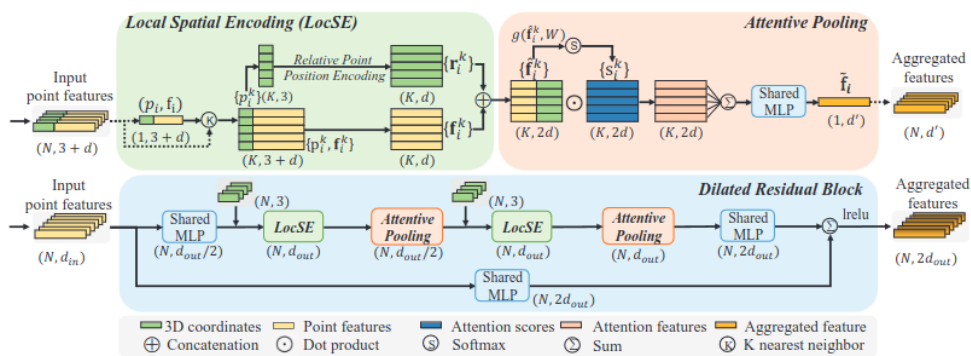 Local Spatial Encoding (LocSE)
Attentive Pooling
Input
point features
(N, 3 + d)
(p_i, f_i)
(1, 3 + d)
K
{p_i^k}(K, 3)
Relative Point
Position Encoding
{r_i^k}
(K, d)
{p_i^k, f_i^k}
(K, 3 + d)
{f_i^k}
(K, d)
g(f̂_i^k, W)
S
{f̂_i^k}
{s_i^k}
(K, 2d)
(K, 2d)
(K, 2d)
Σ
Shared
MLP
f̃_i
(1, d')
Aggregated
features
(N, d')
Input
point features
(N, d_in)
Dilated Residual Block
(N, 3)
(N, 3)
Shared
MLP
(N, d_out/2)
LocSE
(N, d_out)
Attentive
Pooling
(N, d_out/2)
LocSE
(N, d_out)
Attentive
Pooling
(N, d_out)
Shared
MLP
(N, 2d_out)
Σ
lrelu
Shared
MLP
(N, 2d_out)
Aggregated
features
(N, 2d_out)
3D coordinates
Point features
Attention scores
Attention features
Aggregated feature
⊕ Concatenation
⊙ Dot product
Ⓢ Softmax
Σ Sum
Ⓚ K nearest neighbor